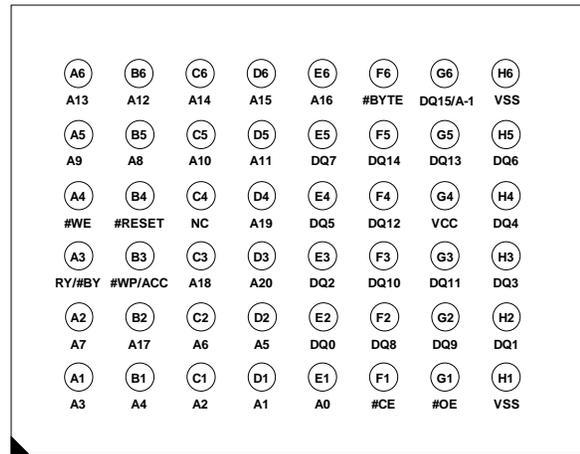 A6 B6 C6 D6 E6 F6 G6 H6
A13 A12 A14 A15 A16 #BYTE DQ15/A-1 VSS
A5 B5 C5 D5 E5 F5 G5 H5
A9 A8 A10 A11 DQ7 DQ14 DQ13 DQ6
A4 B4 C4 D4 E4 F4 G4 H4
#WE #RESET NC A19 DQ5 DQ12 VCC DQ4
A3 B3 C3 D3 E3 F3 G3 H3
RY/#BY #WP/ACC A18 A20 DQ2 DQ10 DQ11 DQ3
A2 B2 C2 D2 E2 F2 G2 H2
A7 A17 A6 A5 DQ0 DQ8 DQ9 DQ1
A1 B1 C1 D1 E1 F1 G1 H1
A3 A4 A2 A1 A0 #CE #OE VSS